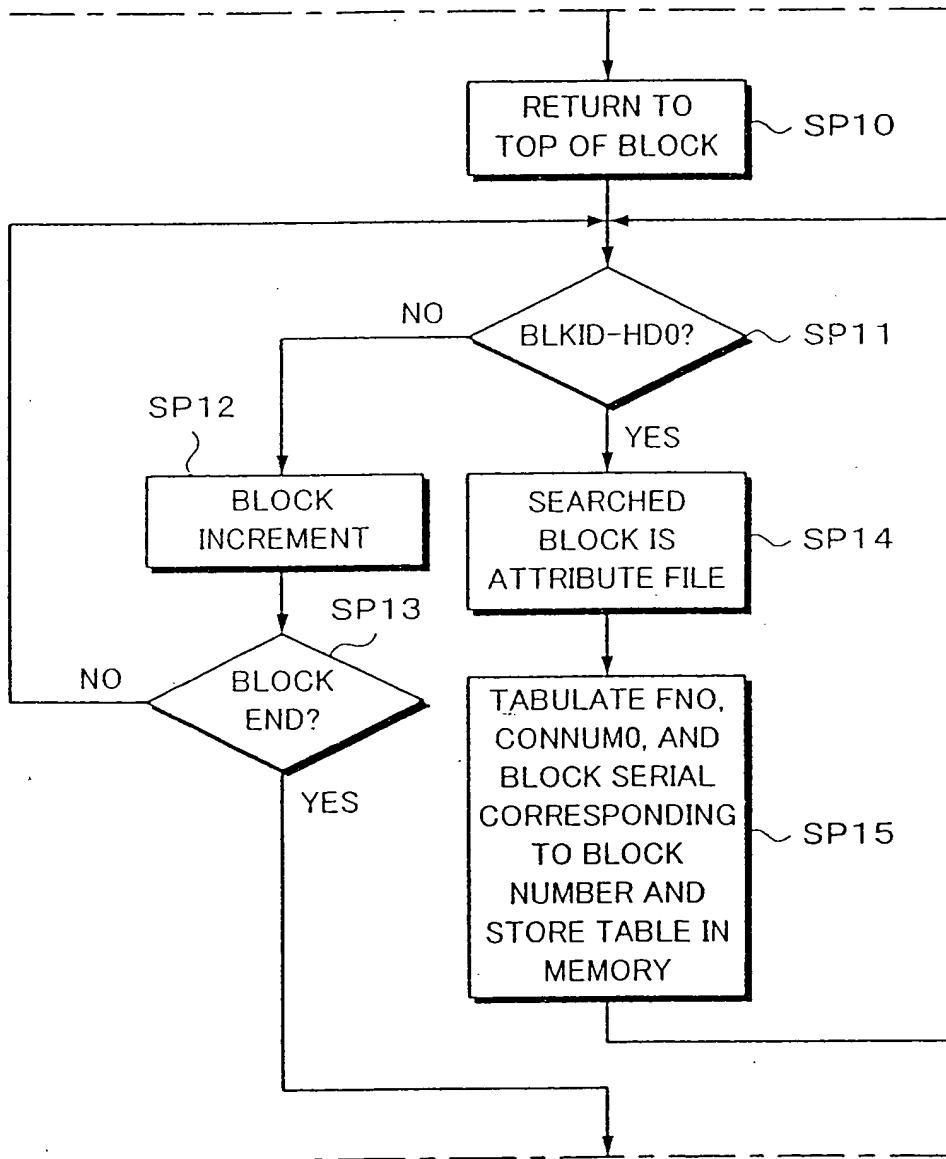 RETURN TO
TOP OF BLOCK
SP10
NO
BLKID-HD0?
SP11
YES
SP12
BLOCK
INCREMENT
SEARCHED
BLOCK IS
ATTRIBUTE FILE
SP14
SP13
NO
BLOCK
END?
YES
TABULATE FNO,
CONNUM0, AND
BLOCK SERIAL
CORRESPONDING
TO BLOCK
NUMBER AND
STORE TABLE IN
MEMORY
SP15